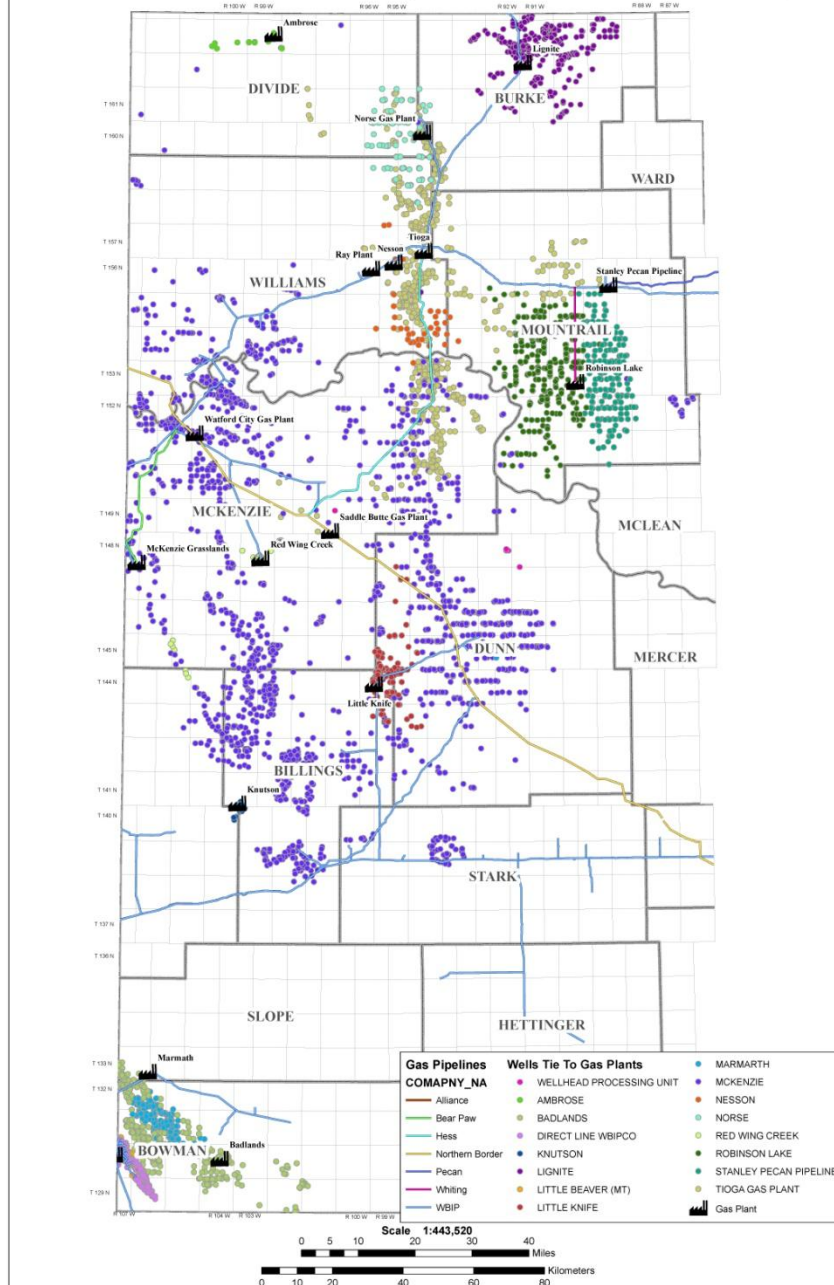 R 100 W R 99 W
R 96 W R 95 W
R 92 W R 91 W
R 88 W R 87 W
Ambrose
Lignite
DIVIDE
BURKE
T 161 N
Norse Gas Plant
T 160 N
WARD
T 157 N
Tioga
Nesson
Ray Plant
T 156 N
Stanley Pecan Pipeline
WILLIAMS
MOUNTRAIL
Robinson Lake
T 153 N
T 152 N
Watford City Gas Plant
MCKENZIE
T 149 N
Saddle Butte Gas Plant
MCLEAN
T 148 N
McKenzie Grasslands
Red Wing Creek
T 145 N
DUNN
MERCER
T 144 N
Little Knife
BILLINGS
T 141 N
Knutson
T 140 N
STARK
T 137 N
T 136 N
SLOPE
HETTINGER
T 133 N
Marmath
T 132 N
BOWMAN
Badlands
T 129 N
R 107 W
R 104 W R 103 W
R 100 W R 99 W
Gas Pipelines
COMAPNY_NA
Alliance
Bear Paw
Hess
Northern Border
Pecan
Whiting
WBIP
Wells Tie To Gas Plants
WELLHEAD PROCESSING UNIT
AMBROSE
BADLANDS
DIRECT LINE WBIPCO
KNUTSON
LIGNITE
LITTLE BEAVER (MT)
LITTLE KNIFE
MARMARTH
MCKENZIE
NESSON
NORSE
RED WING CREEK
ROBINSON LAKE
STANLEY PECAN PIPELINE
TIOGA GAS PLANT
Gas Plant
Scale 1:443,520
0 5 10 20 30 40
Miles
Kilometers
0 10 20 40 60 80